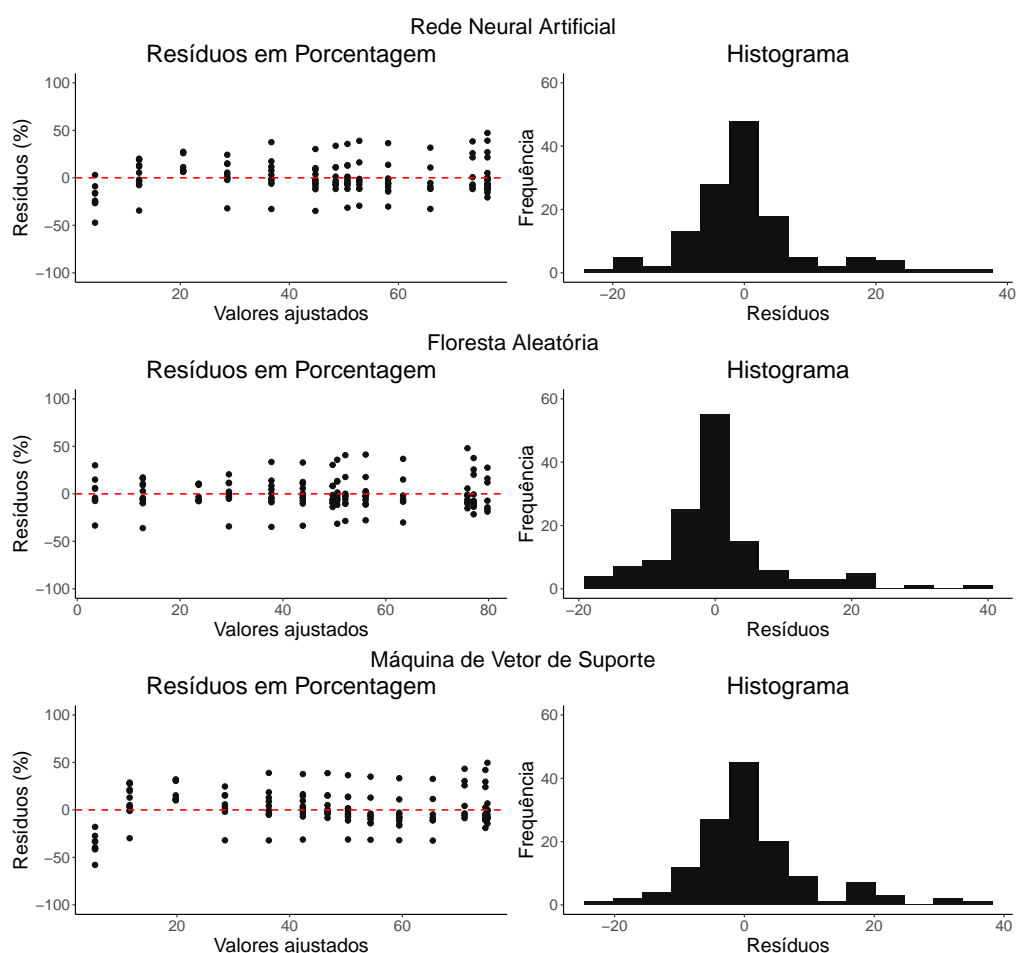 Rede Neural Artificial
Resíduos em Porcentagem
Histograma
Resíduos (%)
100
50
0
−50
−100
20
40
60
Valores ajustados
Frequência
60
40
20
0
−20
0
20
40
Resíduos
Floresta Aleatória
Resíduos em Porcentagem
Histograma
Resíduos (%)
100
50
0
−50
−100
0
20
40
60
80
Valores ajustados
Frequência
60
40
20
0
−20
0
20
40
Resíduos
Máquina de Vetor de Suporte
Resíduos em Porcentagem
Histograma
Resíduos (%)
100
50
0
−50
−100
20
40
60
Valores ajustados
Frequência
60
40
20
0
−20
0
20
40
Resíduos